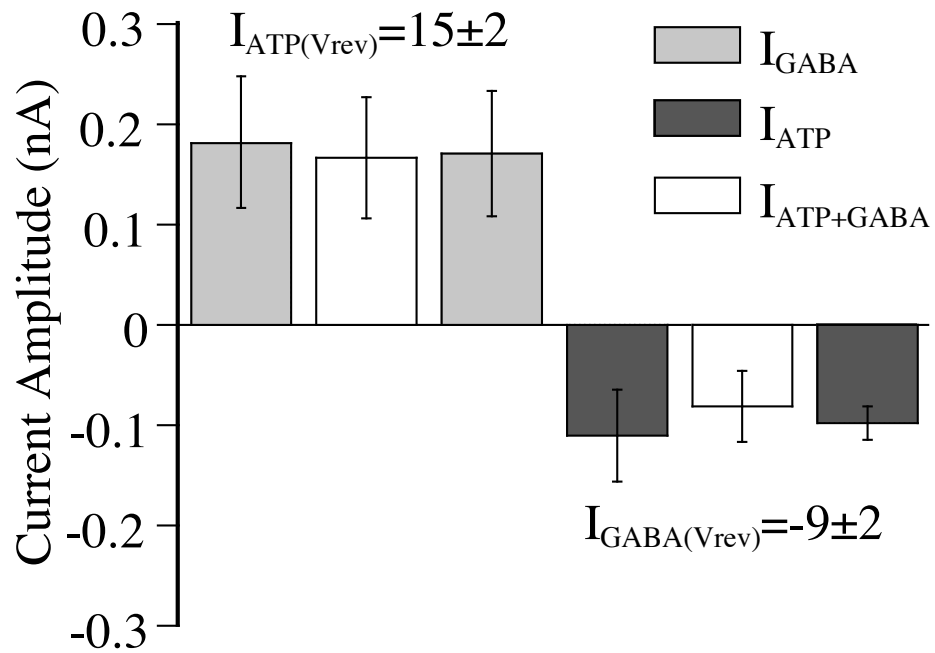 0.3
0.2
0.1
0
-0.1
-0.2
-0.3
Current Amplitude (nA)
I_ATP(Vrev)=15±2
I_GABA
I_ATP
I_ATP+GABA
I_GABA(Vrev)=-9±2